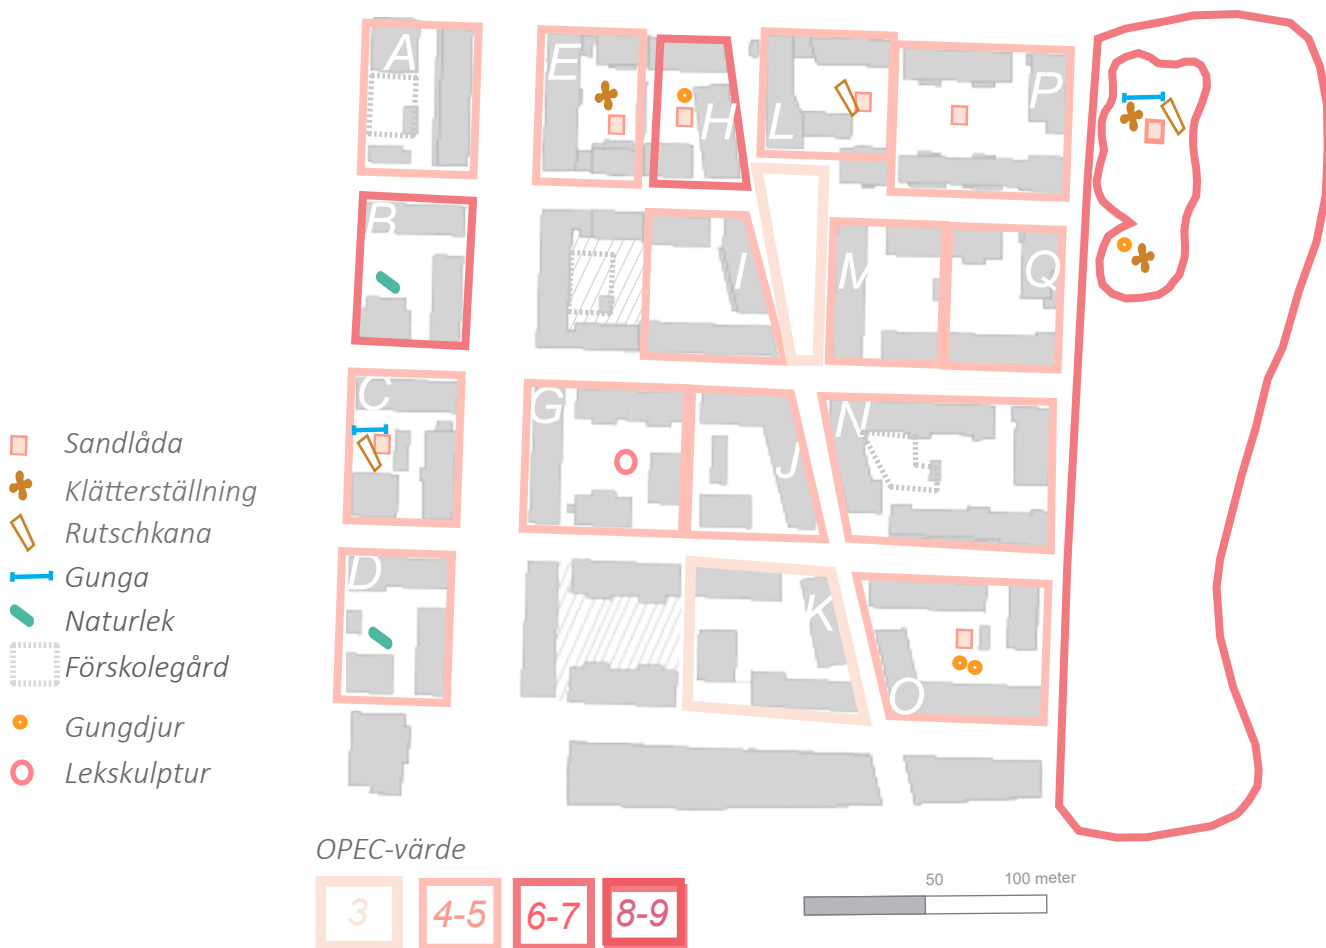 A
E
H
L
P
B
I
M
Q
C
G
J
N
D
K
O
Sandlåda
Klätterställning
Rutschkana
Gunga
Naturlek
Förskolegård
Gungdjur
Lekskulptur
OPEC-värde
3
4-5
6-7
8-9
50
100 meter